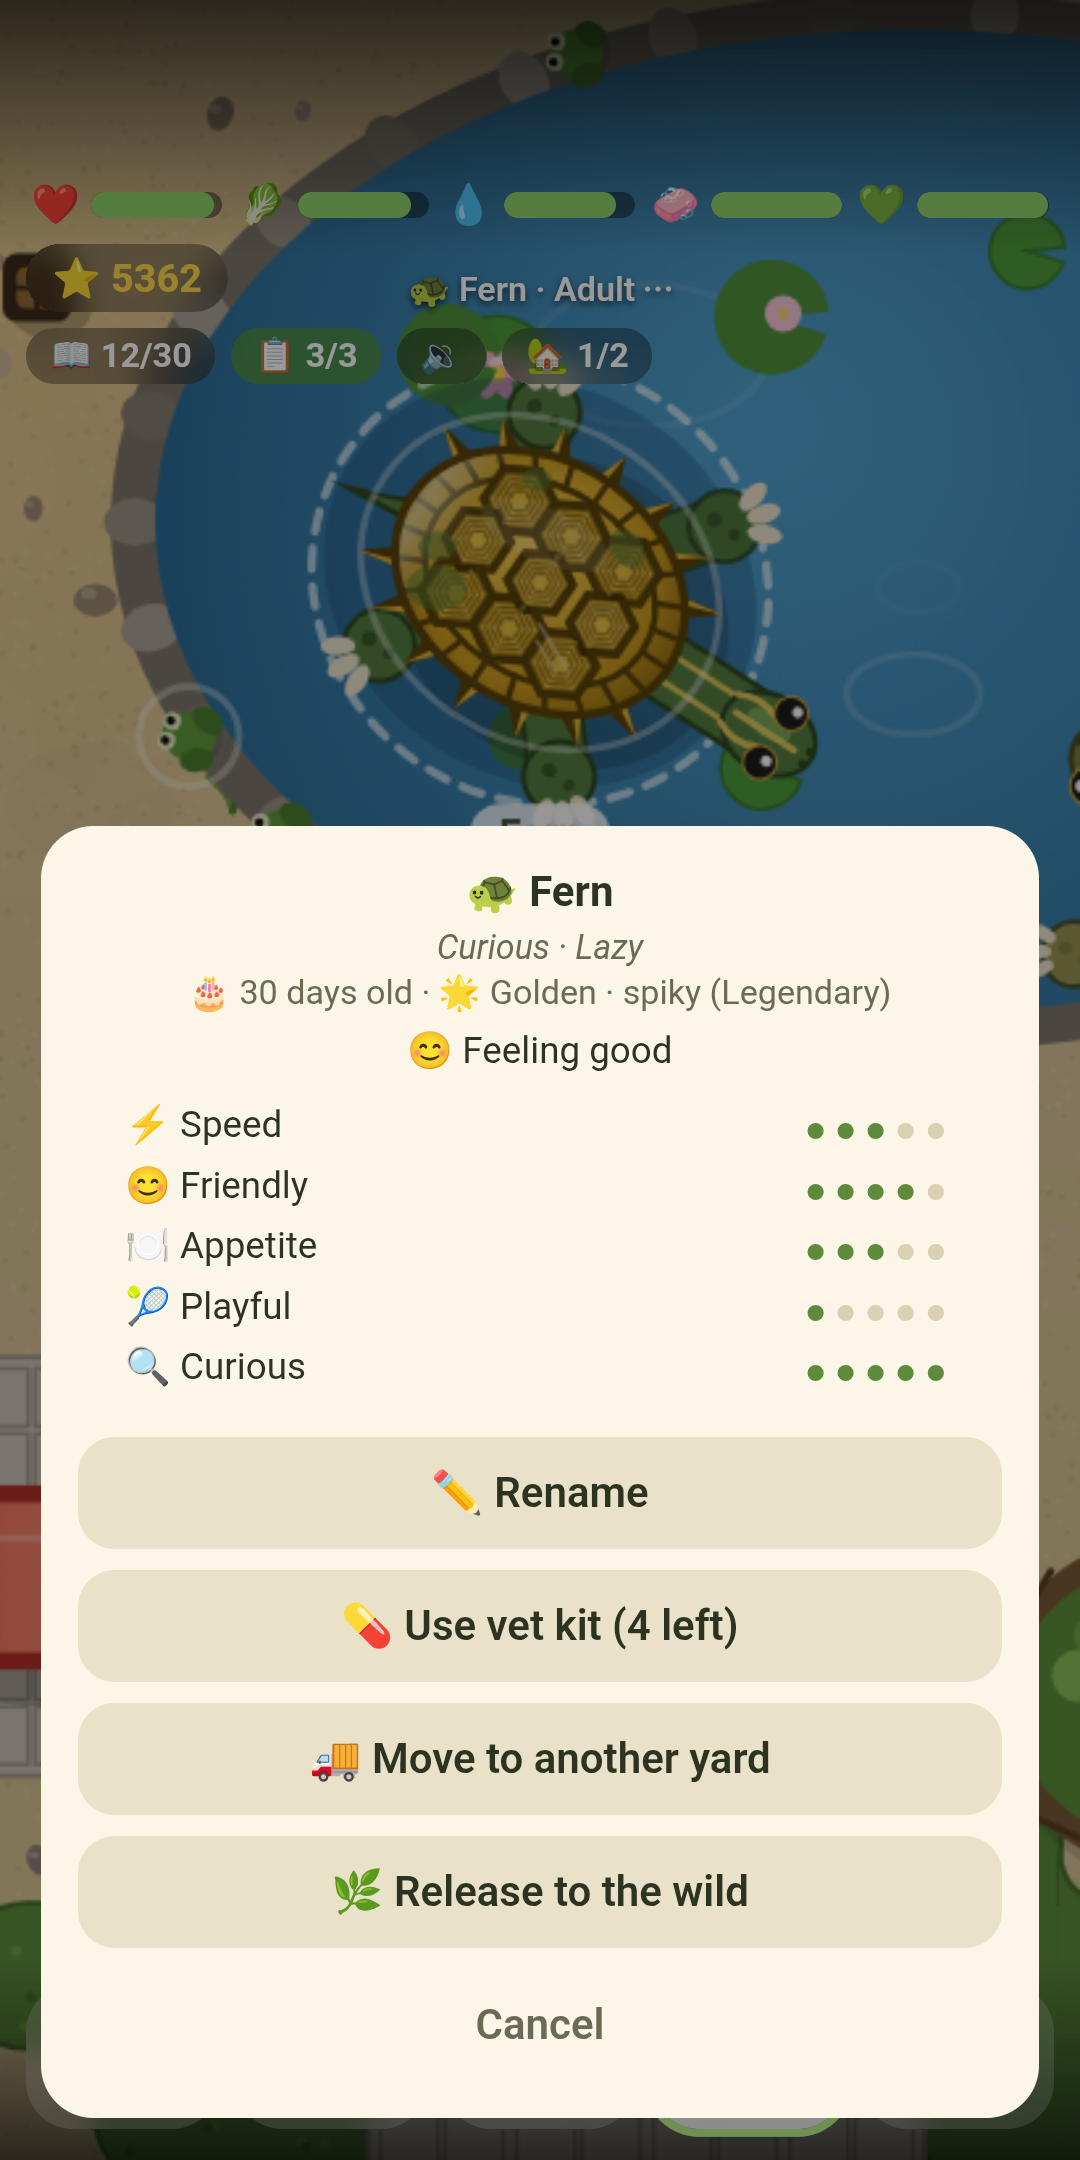 5362
🐢 Fern · Adult ···
12/30
3/3
1/2
🐢 Fern
Curious · Lazy
🎂 30 days old · 🌟 Golden · spiky (Legendary)
😊 Feeling good
⚡ Speed
😊 Friendly
🍽️ Appetite
🎾 Playful
🔍 Curious
✏️ Rename
💊 Use vet kit (4 left)
🚚 Move to another yard
🌿 Release to the wild
Cancel